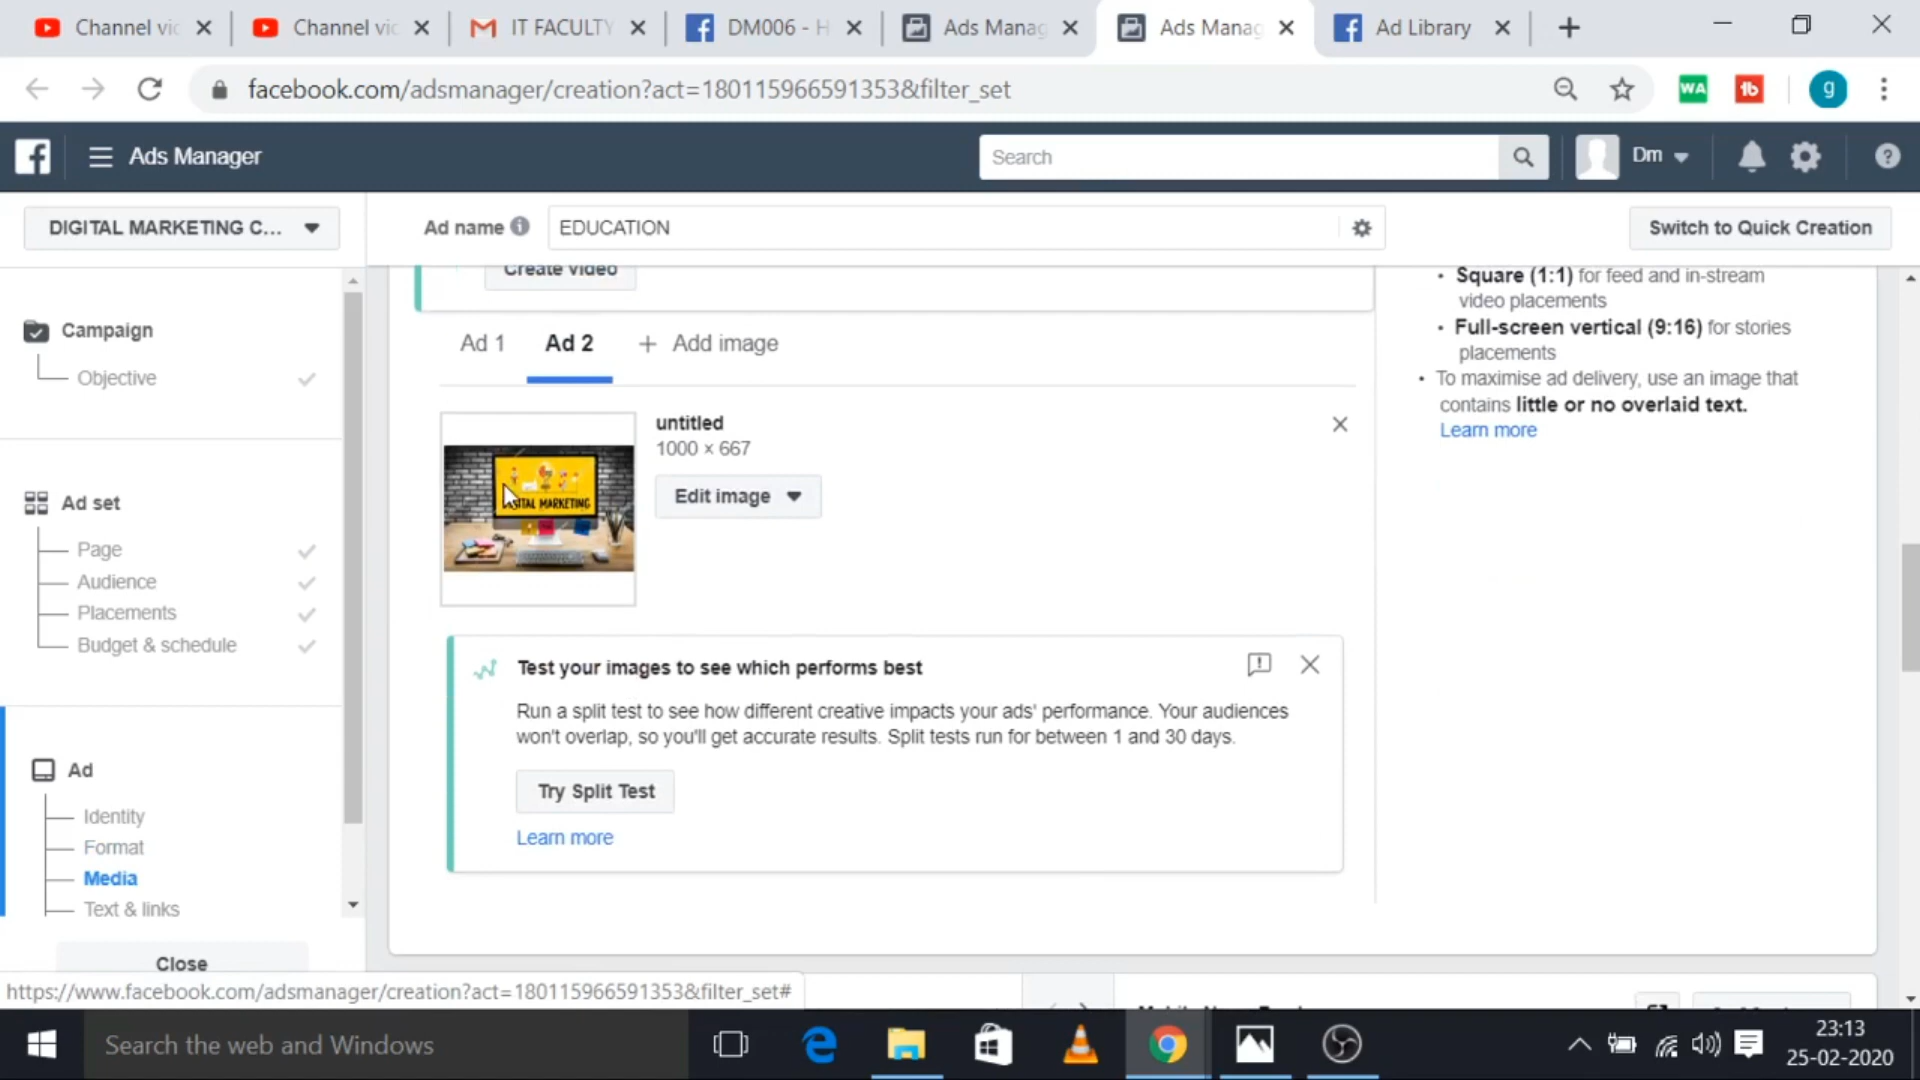 Channel vic
Channel vic
IT FACULTY
DM006 - H
Ads Manag
Ads Manag
Ad Library
facebook.com/adsmanager/creation?act=180115966591353&filter_set
WA
g
Ads Manager
Search
Dm
DIGITAL MARKETING C...
Ad name
EDUCATION
Switch to Quick Creation
Campaign
Objective
Ad set
Page
Audience
Placements
Budget & schedule
Ad
Identity
Format
Media
Text & links
Close
Create video
Ad 1
Ad 2
+ Add image
untitled
1000 × 667
Edit image
DIGITAL MARKETING
Test your images to see which performs best
Run a split test to see how different creative impacts your ads' performance. Your audiences
won't overlap, so you'll get accurate results. Split tests run for between 1 and 30 days.
Try Split Test
Learn more
• Square (1:1) for feed and in-stream
video placements
• Full-screen vertical (9:16) for stories
placements
• To maximise ad delivery, use an image that
contains little or no overlaid text.
Learn more
https://www.facebook.com/adsmanager/creation?act=180115966591353&filter_set#
Search the web and Windows
23:13
25-02-2020